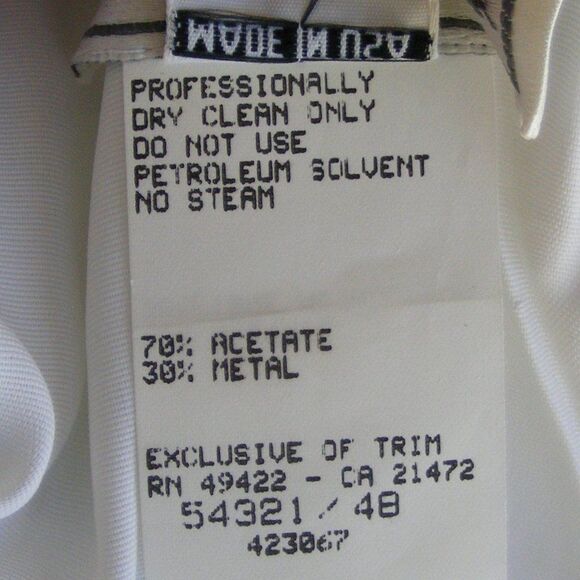 MADE IN USA
PROFESSIONALLY
DRY CLEAN ONLY
DO NOT USE
PETROLEUM SOLVENT
NO STEAM
70% ACETATE
30% METAL
EXCLUSIVE OF TRIM
RN 49422 - CA 21472
54321 / 48
423067